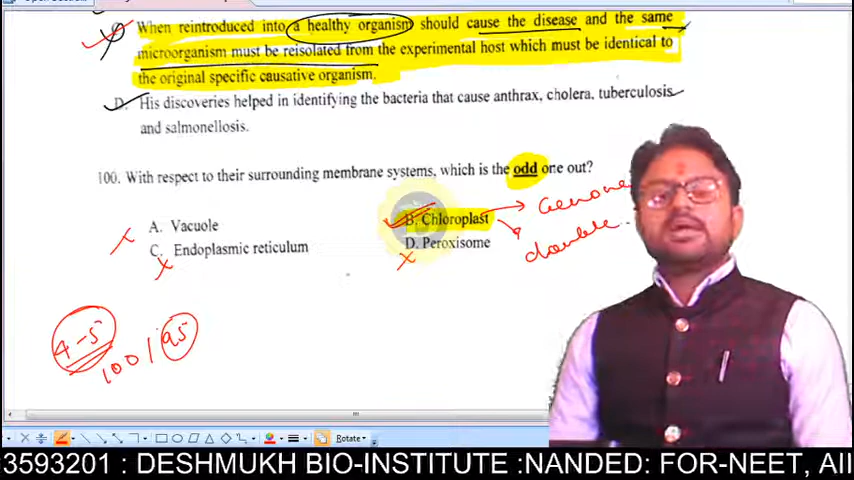 When reintroduced into a healthy organism should cause the disease and the same
microorganism must be reisolated from the experimental host which must be identical to
the original specific causative organism.
D. His discoveries helped in identifying the bacteria that cause anthrax, cholera, tuberculosis
and salmonellosis.
100. With respect to their surrounding membrane systems, which is the odd one out?
A. Vacuole
B. Chloroplast
Genone
C. Endoplasmic reticulum
D. Peroxisome
double
4-5
100/95
Rotate
3593201 : DESHMUKH BIO-INSTITUTE :NANDED: FOR-NEET, AII